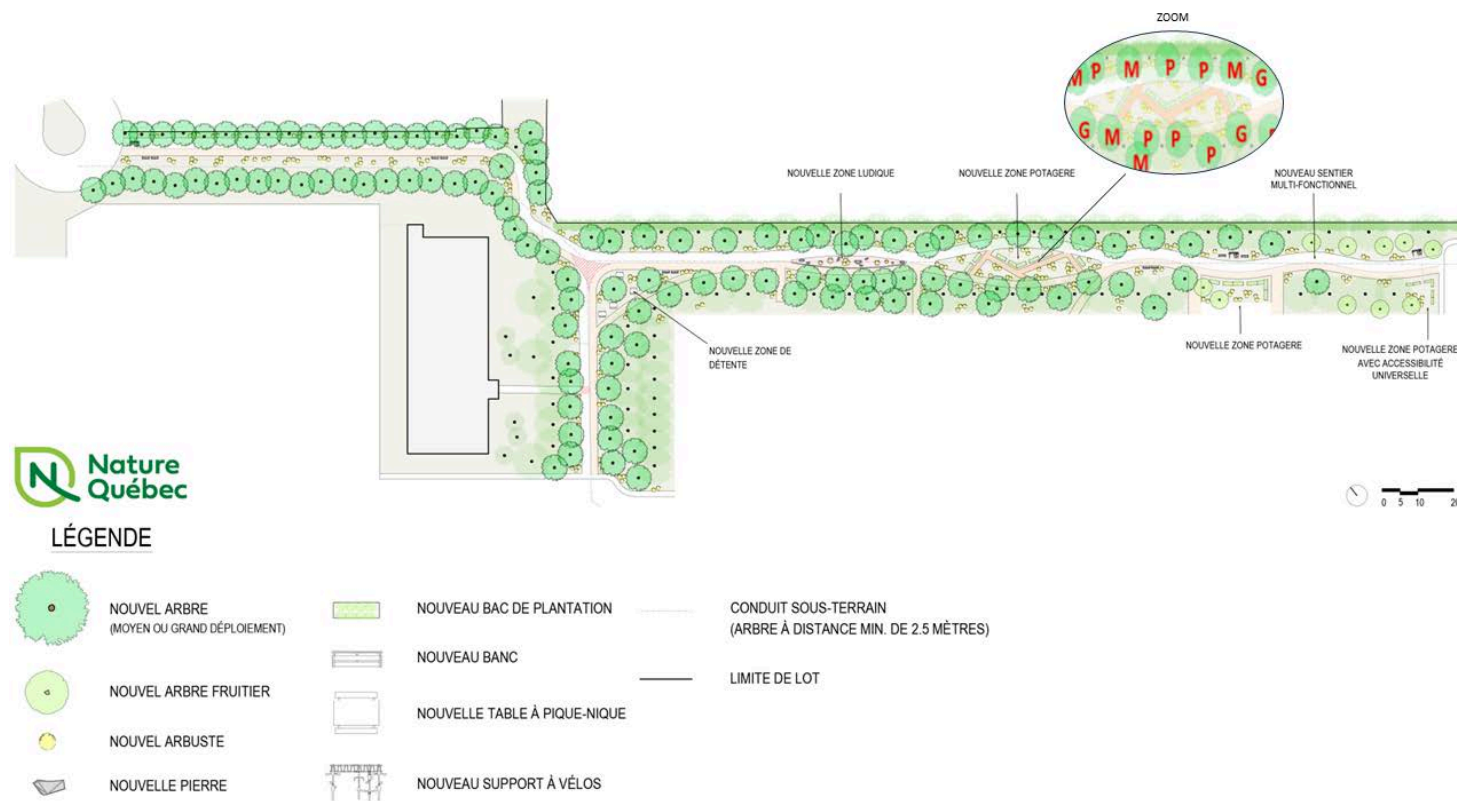 ZOOM
M P M P P M G
G M P P G
M P
NOUVELLE ZONE LUDIQUE
NOUVELLE ZONE POTAGERE
NOUVEAU SENTIER
MULTI-FONCTIONNEL
NOUVELLE ZONE DE
DÉTENTE
NOUVELLE ZONE POTAGERE
NOUVELLE ZONE POTAGERE
AVEC ACCESSIBILITÉ
UNIVERSELLE
Nature
Québec
0 5 10
LÉGENDE
NOUVEL ARBRE
(MOYEN OU GRAND DÉPLOIEMENT)
NOUVEL ARBRE FRUITIER
NOUVEL ARBUSTE
NOUVELLE PIERRE
NOUVEAU BAC DE PLANTATION
NOUVEAU BANC
NOUVELLE TABLE À PIQUE-NIQUE
NOUVEAU SUPPORT À VÉLOS
CONDUIT SOUS-TERRAIN
(ARBRE À DISTANCE MIN. DE 2.5 MÈTRES)
LIMITE DE LOT